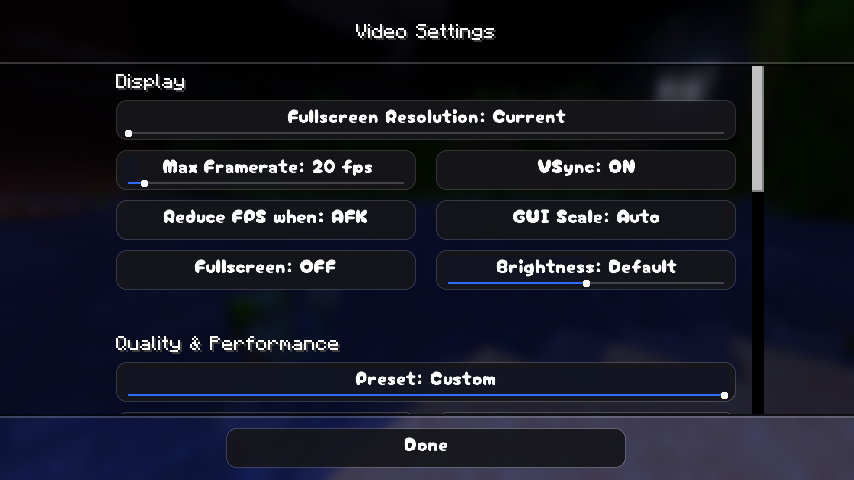 Video Settings
Display
Fullscreen Resolution: Current
Max Framerate: 20 fps
VSync: ON
Reduce FPS when: AFK
GUI Scale: Auto
Fullscreen: OFF
Brightness: Default
Quality & Performance
Preset: Custom
Done